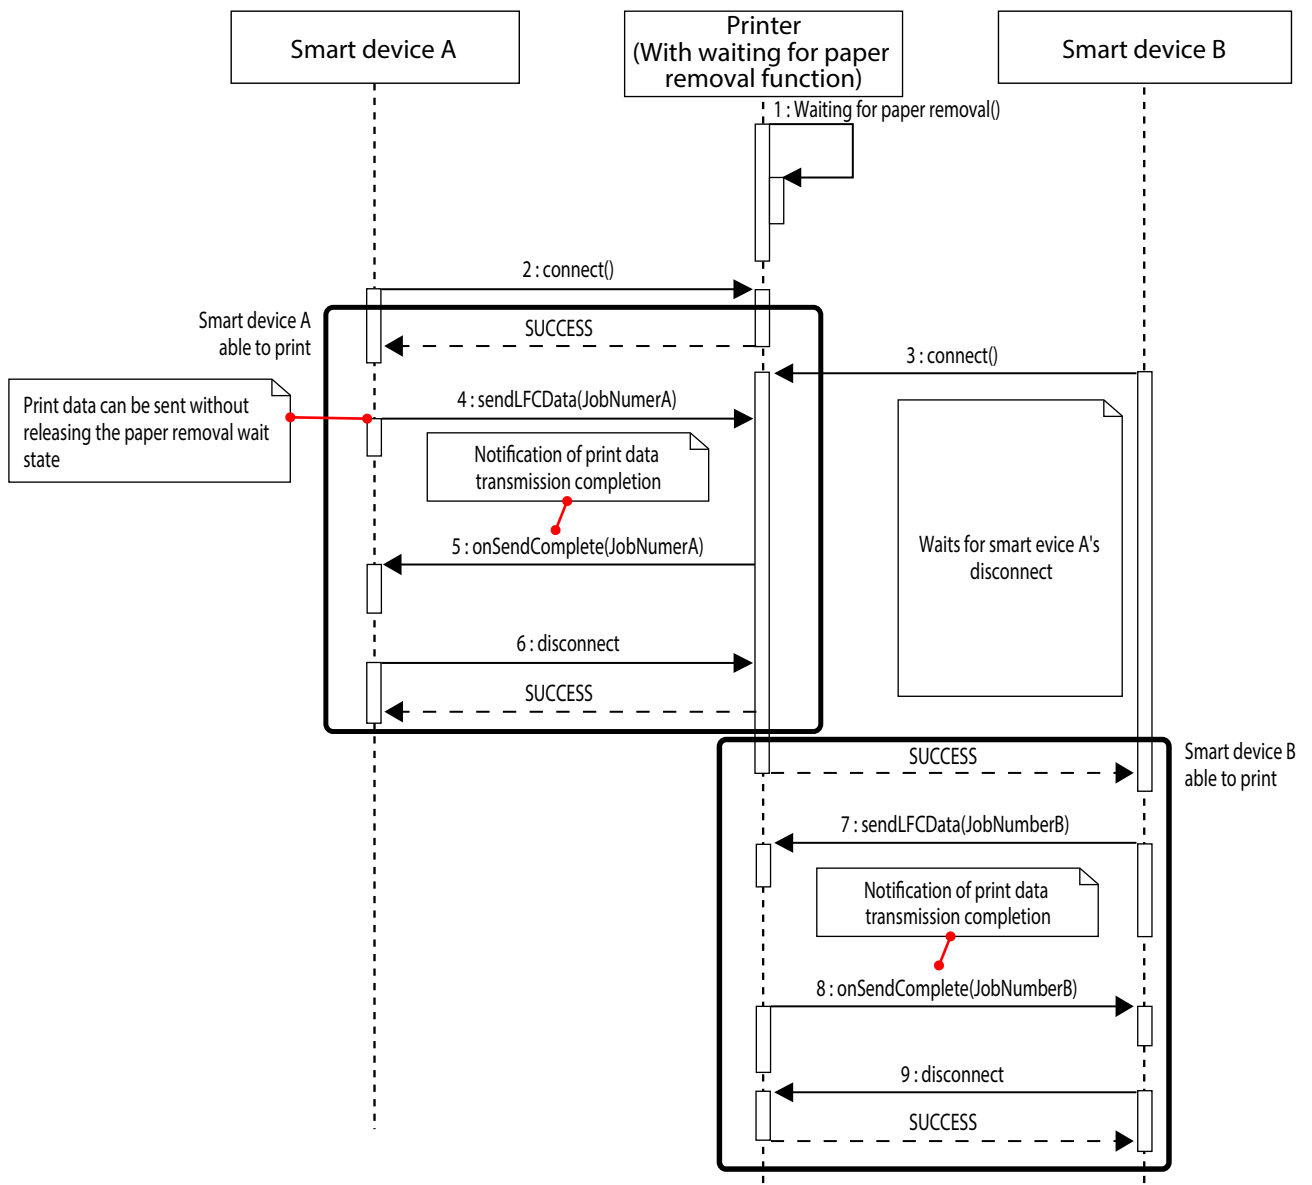 Smart device A
Printer
(With waiting for paper
removal function)
Smart device B
1 : Waiting for paper removal()
2 : connect()
Smart device A
able to print
SUCCESS
3 : connect()
Print data can be sent without
releasing the paper removal wait
state
4 : sendLFCData(JobNumerA)
Notification of print data
transmission completion
5 : onSendComplete(JobNumerA)
Waits for smart evice A's
disconnect
6 : disconnect
SUCCESS
SUCCESS
Smart device B
able to print
7 : sendLFCData(JobNumberB)
Notification of print data
transmission completion
8 : onSendComplete(JobNumberB)
9 : disconnect
SUCCESS